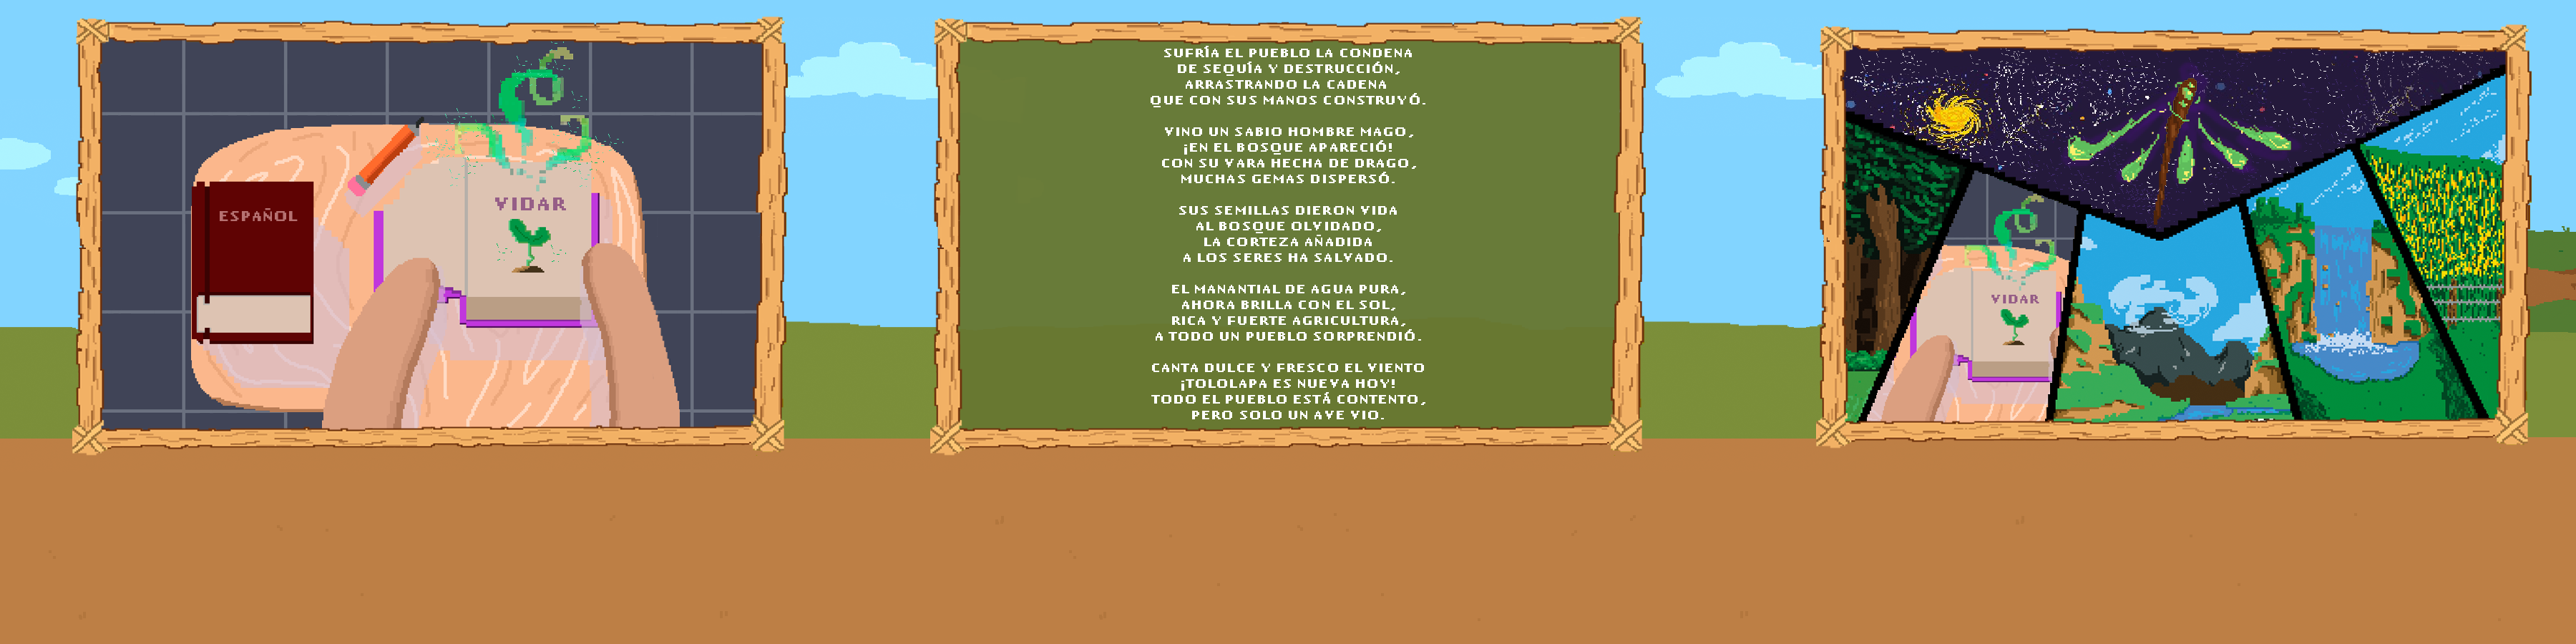 ESPAÑOL
VIDAR
SUFRÍA EL PUEBLO LA CONDENA
DE SEQUÍA Y DESTRUCCIÓN,
ARRASTRANDO LA CADENA
QUE CON SUS MANOS CONSTRUYÓ.
VINO UN SABIO HOMBRE MAGO,
¡EN EL BOSQUE APARECIÓ!
CON SU VARA HECHA DE DRAGO,
MUCHAS GEMAS DISPERSÓ.
SUS SEMILLAS DIERON VIDA
AL BOSQUE OLVIDADO,
LA CORTEZA AÑADIDA
A LOS SERES HA SALVADO.
EL MANANTIAL DE AGUA PURA,
AHORA BRILLA CON EL SOL,
RICA Y FUERTE AGRICULTURA,
A TODO UN PUEBLO SORPRENDIÓ.
CANTA DULCE Y FRESCO EL VIENTO
¡TOLOLAPA ES NUEVA HOY!
TODO EL PUEBLO ESTÁ CONTENTO,
PERO SOLO UN AVE VIO.
VIDAR